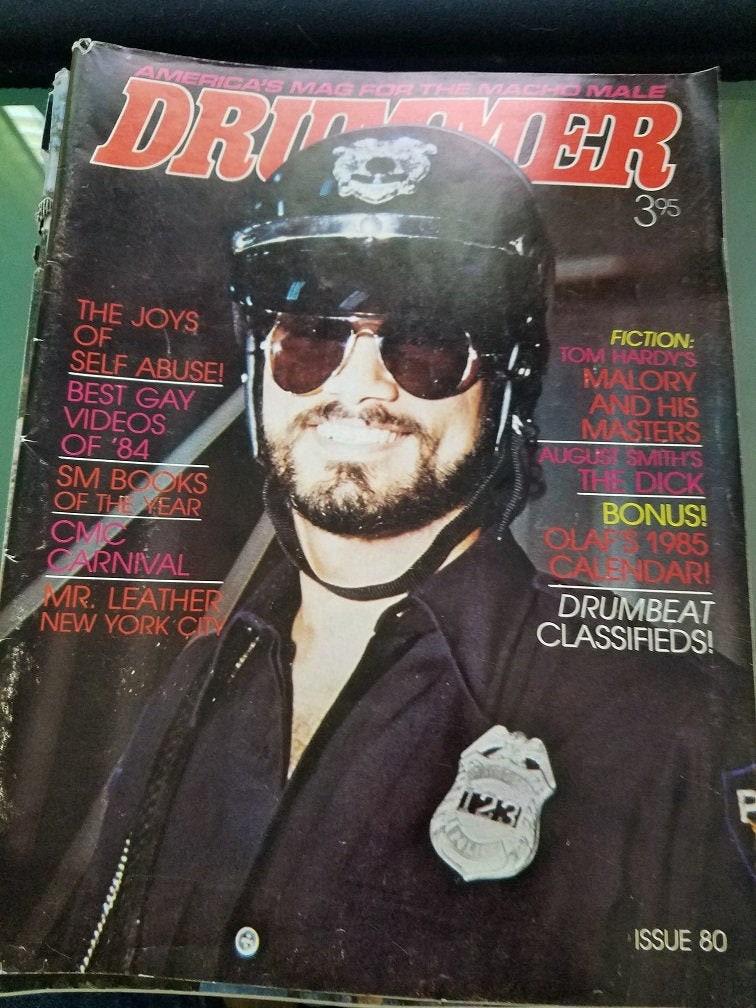 AMERICA'S MAG FOR THE MACHO MALE
DRUMMER
3.95
THE JOYS
OF
SELF ABUSE!
BEST GAY
VIDEOS
OF '84
SM BOOKS
OF THE YEAR
CMC
CARNIVAL
MR. LEATHER
NEW YORK CITY
FICTION:
TOM HARDY'S
MALORY
AND HIS
MASTERS
AUGUST SMITH'S
THE DICK
BONUS!
OLAF'S 1985
CALENDAR!
DRUMBEAT
CLASSIFIEDS!
123
P
ISSUE 80